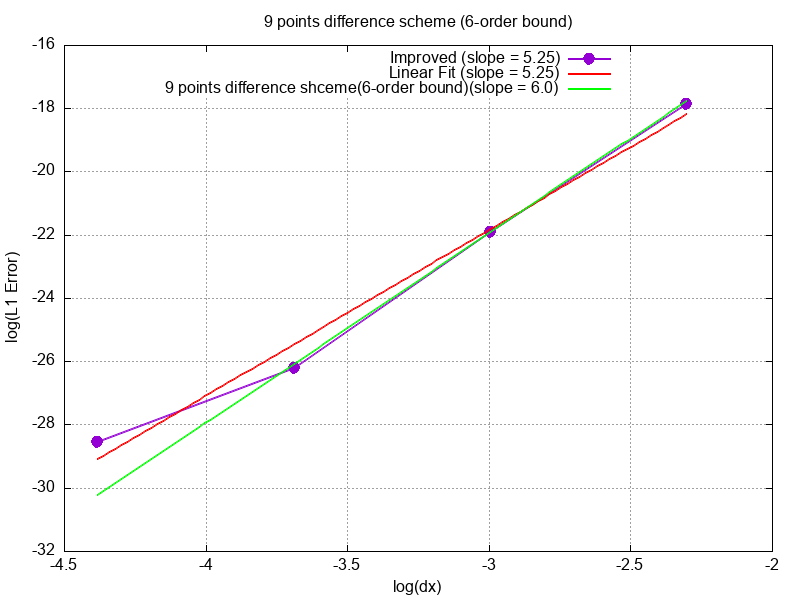 9 points difference scheme (6-order bound)
Improved (slope = 5.25)
Linear Fit (slope = 5.25)
9 points difference shceme(6-order bound)(slope = 6.0)
log(L1 Error)
-16
-18
-20
-22
-24
-26
-28
-30
-32
-4.5
-4
-3.5
-3
-2.5
-2
log(dx)